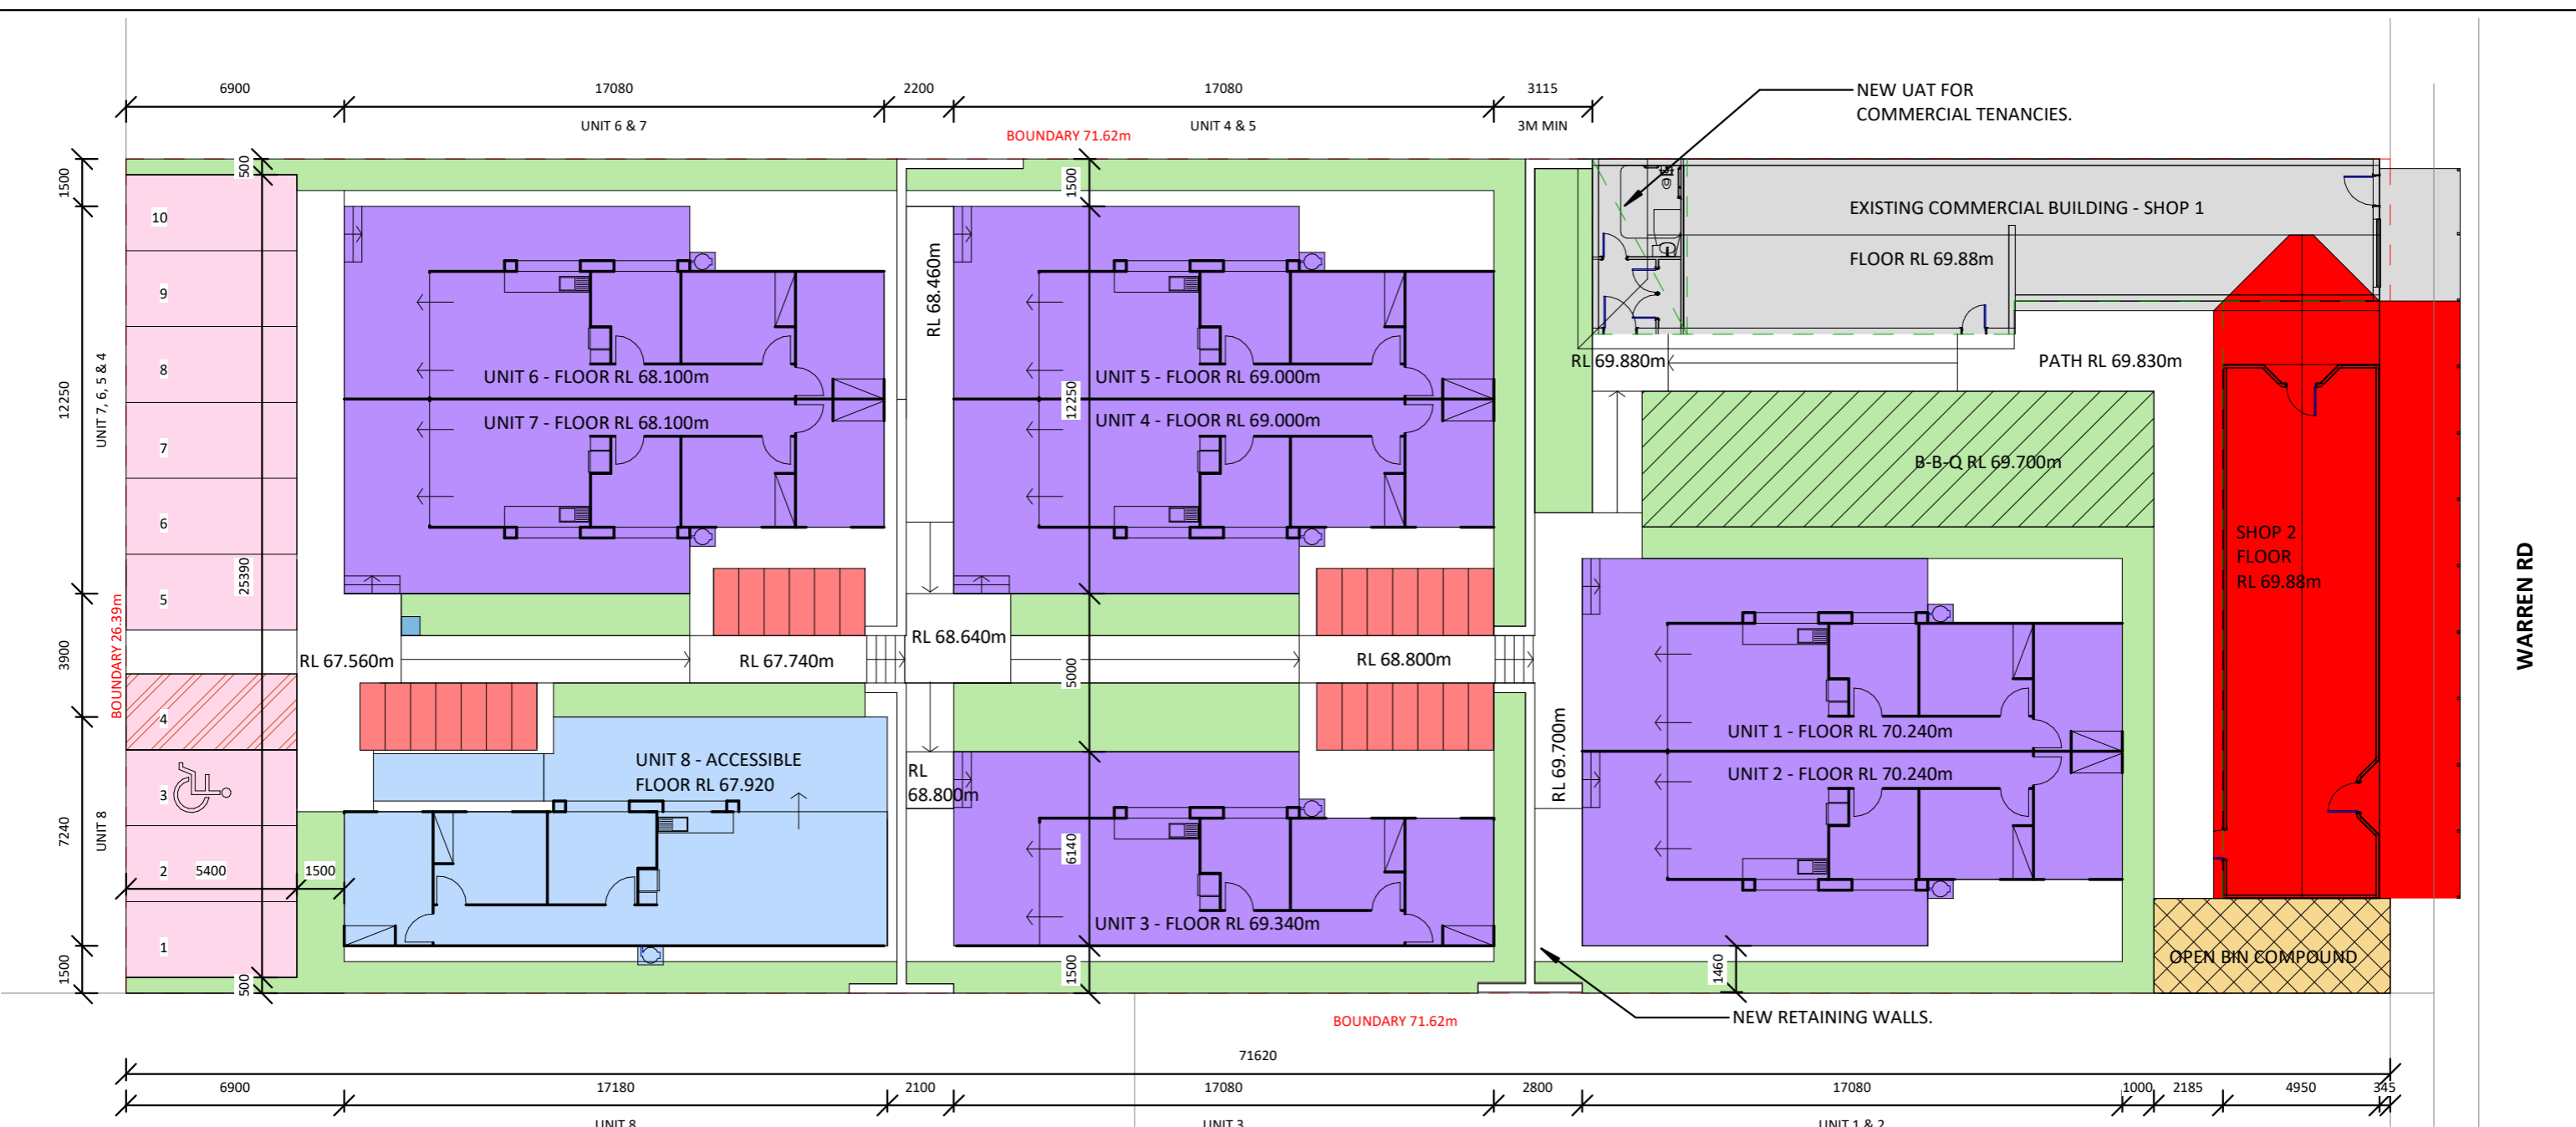 6900
17080
2200
17080
3115
UNIT 6 & 7
UNIT 4 & 5
3M MIN
BOUNDARY 71.62m
NEW UAT FOR
COMMERCIAL TENANCIES.
1500
500
1500
10
9
8
7
6
5
4
3
2
1
RL 68.460m
EXISTING COMMERCIAL BUILDING - SHOP 1
FLOOR RL 69.88m
12250
UNIT 7, 6, 5 & 4
UNIT 6 - FLOOR RL 68.100m
UNIT 7 - FLOOR RL 68.100m
12250
UNIT 5 - FLOOR RL 69.000m
UNIT 4 - FLOOR RL 69.000m
RL 69.880m
PATH RL 69.830m
B-B-Q RL 69.700m
SHOP 2
FLOOR
RL 69.88m
WARREN RD
25390
BOUNDARY 26.39m
3900
RL 67.560m
RL 67.740m
RL 68.640m
5000
RL 68.800m
UNIT 8 - ACCESSIBLE
FLOOR RL 67.920
RL
68.800m
RL 69.700m
UNIT 1 - FLOOR RL 70.240m
UNIT 2 - FLOOR RL 70.240m
7240
UNIT 8
5400
1500
6140
UNIT 3 - FLOOR RL 69.340m
1500
500
1500
1460
OPEN BIN COMPOUND
NEW RETAINING WALLS.
BOUNDARY 71.62m
71620
6900
17180
2100
17080
2800
17080
1000
2185
4950
345
UNIT 8
UNIT 3
UNIT 1 & 2